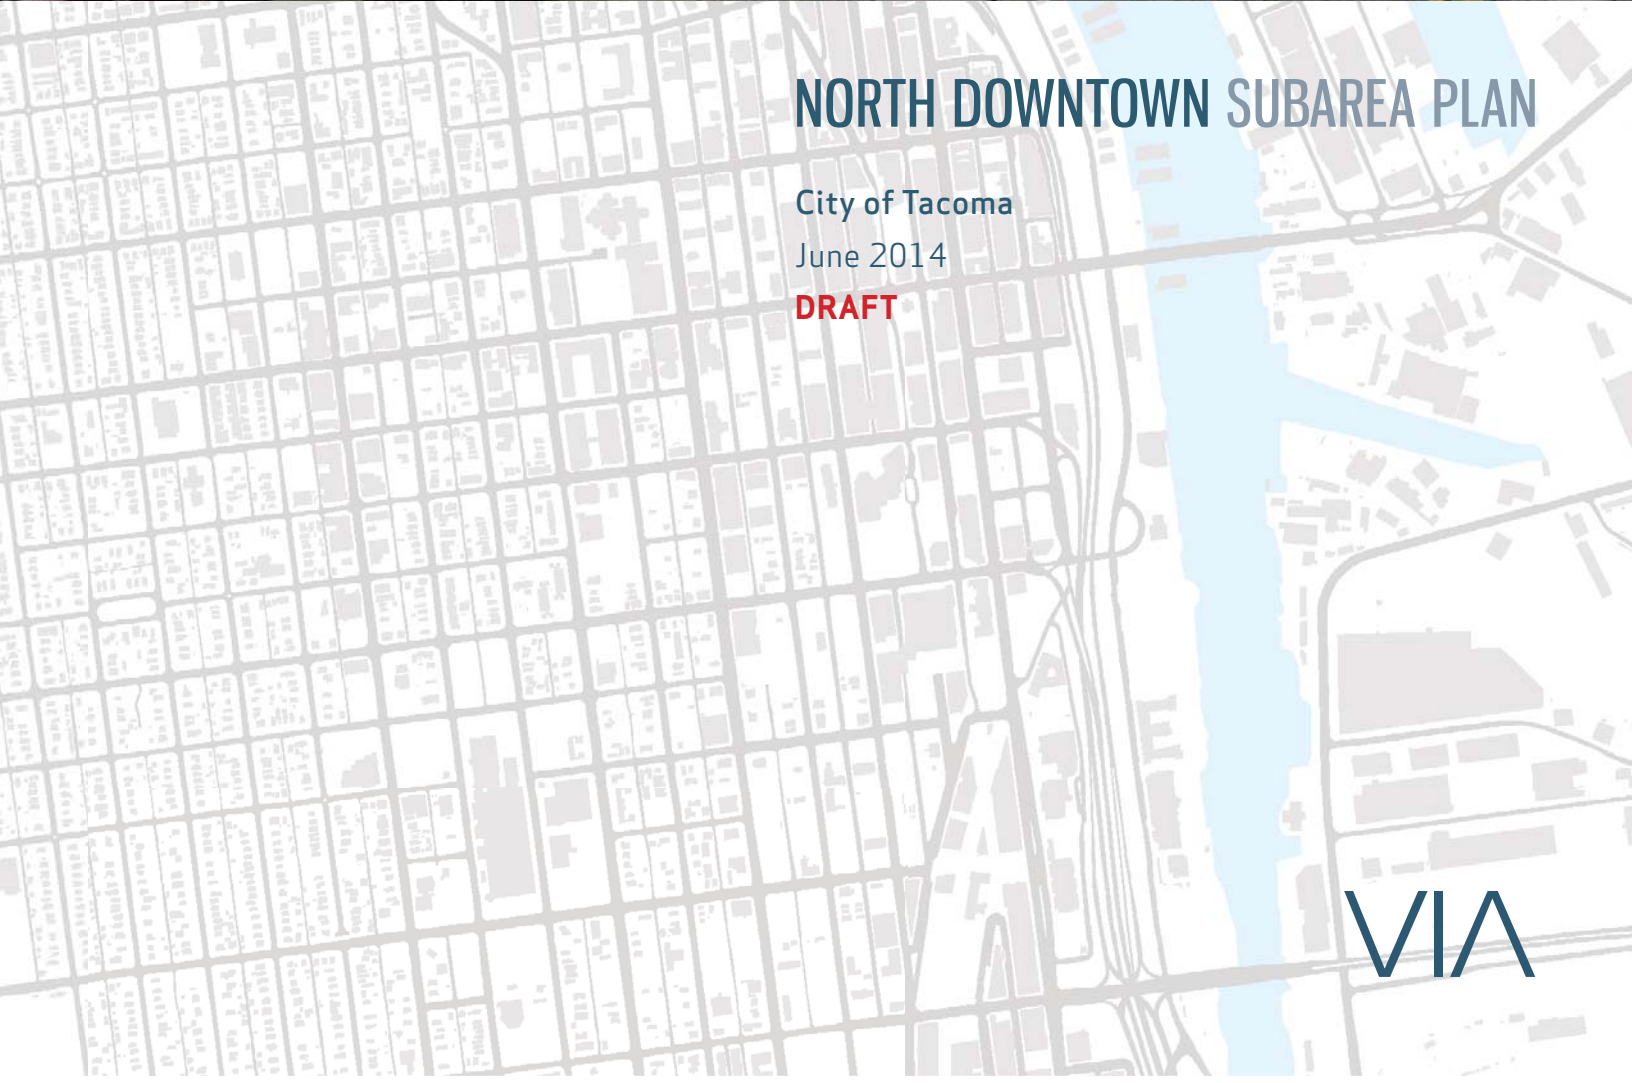 NORTH DOWNTOWN SUBAREA PLAN
City of Tacoma
June 2014
DRAFT
VIA